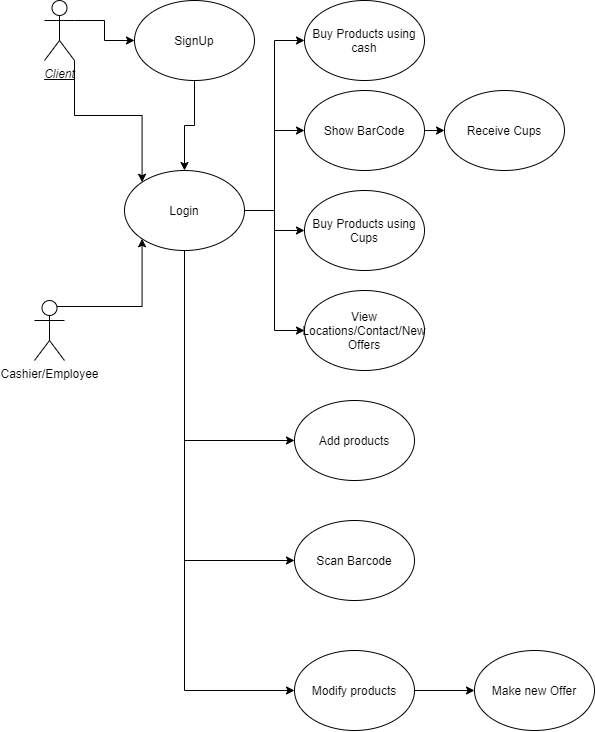 SignUp
Client
Login
Cashier/Employee
Buy Products using
cash
Show BarCode
Receive Cups
Buy Products using
Cups
View
Locations/Contact/New
Offers
Add products
Scan Barcode
Modify products
Make new Offer